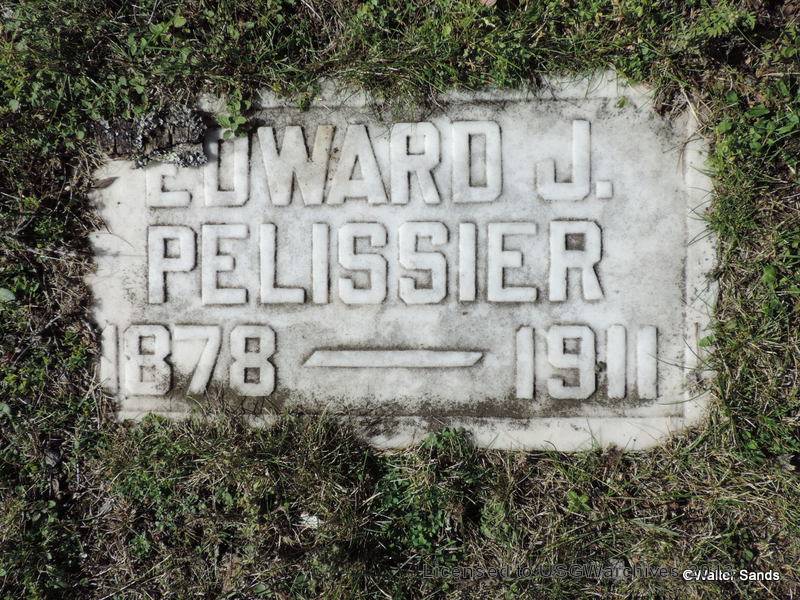 EDWARD J.
PELISSIER
1878 — 1911
Licensed to USGWarchives
©Walter Sands